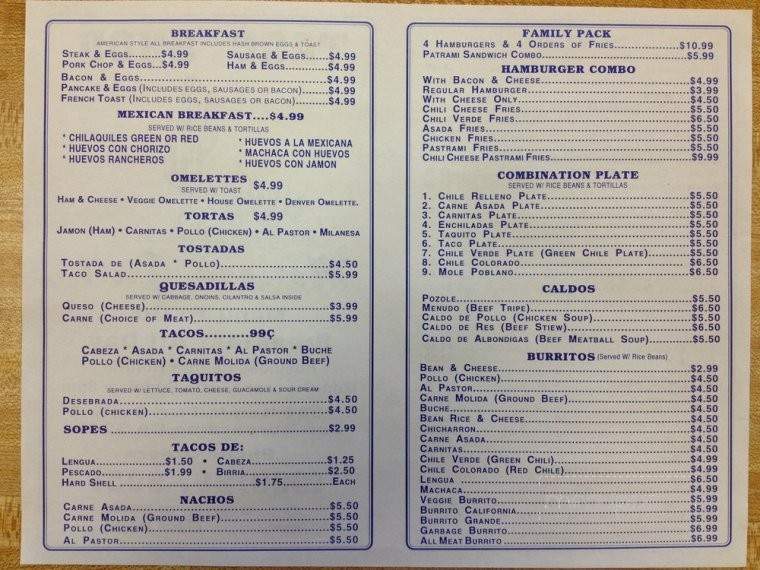 BREAKFAST
AMERICAN STYLE ALL BREAKFAST INCLUDES HASH BROWN EGGS & TOAST
STEAK & EGGS..........$4.99 SAUSAGE & EGGS.......$4.99
PORK CHOP & EGGS...$4.99 HAM & EGGS............$4.99
BACON & EGGS......................................................$4.99
PANCAKE & EGGS (INCLUDES EGGS, SAUSAGES OR BACON).......$4.99
FRENCH TOAST (INCLUDES EGGS, SAUSAGES OR BACON)..........$4.99
MEXICAN BREAKFAST....$4.99
SERVED W/ RICE BEANS & TORTILLAS
* CHILAQUILES GREEN OR RED * HUEVOS A LA MEXICANA
* HUEVOS CON CHORIZO * MACHACA CON HUEVOS
* HUEVOS RANCHEROS * HUEVOS CON JAMON
OMELETTES $4.99
SERVED W/ TOAST
HAM & CHEESE • VEGGIE OMELETTE • HOUSE OMELETTE • DENVER OMELETTE.
TORTAS $4.99
JAMON (HAM) • CARNITAS • POLLO (CHICKEN) • AL PASTOR • MILANESA
TOSTADAS
TOSTADA DE (ASADA * POLLO)..............................$4.50
TACO SALAD......................................................$5.99
QUESADILLAS
SERVED W/ CABBAGE, ONOINS, CILANTRO & SALSA INSIDE
QUESO (CHEESE)..................................................$3.99
CARNE (CHOICE OF MEAT)......................................$5.99
TACOS..........99Ç
CABEZA * ASADA * CARNITAS * AL PASTOR * BUCHE
POLLO (CHICKEN) • CARNE MOLIDA (GROUND BEEF)
TAQUITOS
SERVED W/ LETTUCE, TOMATO, CHEESE, GUACAMOLE & SOUR CREAM
DESEBRADA......................................................$4.50
POLLO (CHICKEN)................................................$4.50
SOPES ..........................................................$2.99
TACOS DE:
LENGUA....................$1.50 • CABEZA....................$1.25
PESCADO..................$1.99 • BIRRIA......................$2.50
HARD SHELL ..............................$1.75..................EACH
NACHOS
CARNE ASADA....................................................$5.50
CARNE MOLIDA (GROUND BEEF)..............................$5.50
POLLO (CHICKEN)................................................$5.50
AL PASTOR......................................................$5.50
FAMILY PACK
4 HAMBURGERS & 4 ORDERS OF FRIES.................$10.99
PATRAMI SANDWICH COMBO....................................$5.99
HAMBURGER COMBO
WITH BACON & CHEESE..........................................$4.99
REGULAR HAMBURGER............................................$3.99
WITH CHEESE ONLY..............................................$4.50
CHILI CHEESE FRIES............................................$5.50
CHILI VERDE FRIES..............................................$6.50
ASADA FRIES....................................................$5.50
CHICKEN FRIES..................................................$5.50
PASTRAMI FRIES................................................$5.50
CHILI CHEESE PASTRAMI FRIES................................$9.99
COMBINATION PLATE
SERVED W/ RICE BEANS & TORTILLAS
1. CHILE RELLENO PLATE......................................$5.50
2. CARNE ASADA PLATE........................................$5.50
3. CARNITAS PLATE............................................$5.50
4. ENCHILADAS PLATE..........................................$5.50
5. TAQUITO PLATE..............................................$5.50
6. TACO PLATE..................................................$5.50
7. CHILE VERDE PLATE (GREEN CHILE PLATE)..........$5.50
8. CHILE COLORADO............................................$6.50
9. MOLE POBLANO..............................................$6.50
CALDOS
POZOLE..........................................................$5.50
MENUDO (BEEF TRIPE)..........................................$6.50
CALDO DE POLLO (CHICKEN SOUP)..........................$5.50
CALDO DE RES (BEEF STIEW)..................................$6.50
CALDO DE ALBONDIGAS (BEEF MEATBALL SOUP)..........$5.50
BURRITOS (Served W/ Rice Beans)
BEAN & CHEESE..................................................$2.99
POLLO (CHICKEN)................................................$4.50
AL PASTOR......................................................$4.50
CARNE MOLIDA (GROUND BEEF)..............................$4.50
BUCHE............................................................$4.50
BEAN RICE & CHEESE............................................$4.50
CHICHARRON......................................................$4.50
CARNE ASADA....................................................$4.50
CARNITAS........................................................$4.50
CHILE VERDE (GREEN CHILI)....................................$4.99
CHILE COLORADO (RED CHILE)................................$4.99
LENGUA ..........................................................$6.50
MACHACA........................................................$4.99
VEGGIE BURRITO................................................$5.99
BURRITO CALIFORNIA............................................$5.99
BURRITO GRANDE................................................$5.99
GARBAGE BURRITO..............................................$6.99
ALL MEAT BURRITO..............................................$6.99